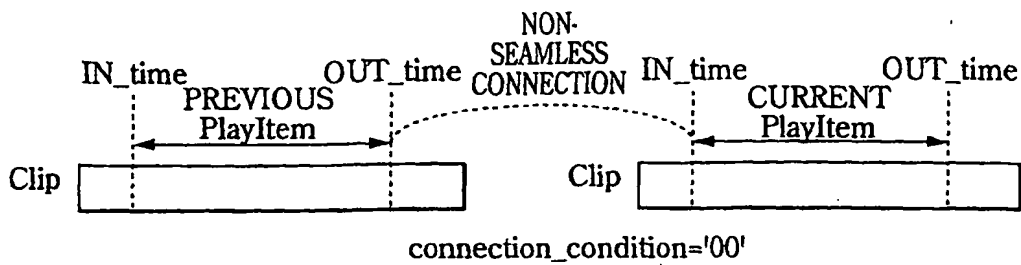 NON-
SEAMLESS
CONNECTION
IN_time OUT_time IN_time OUT_time
PREVIOUS
PlayItem
CURRENT
PlayItem
Clip Clip
connection_condition='00'